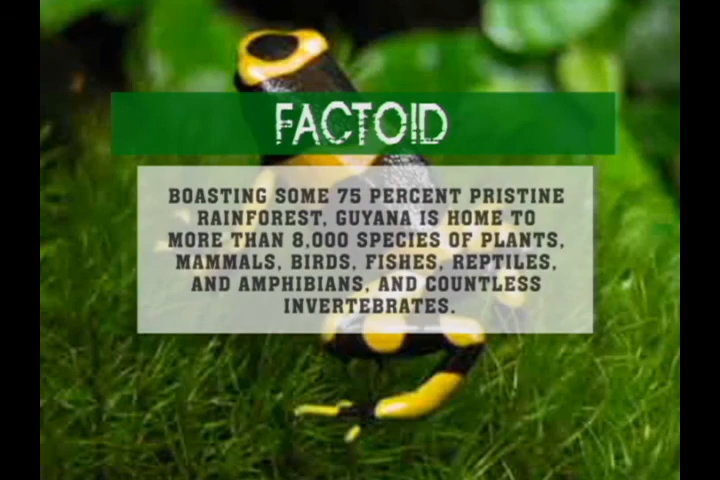 FACTOID
BOASTING SOME 75 PERCENT PRISTINE
RAINFOREST, GUYANA IS HOME TO
MORE THAN 8,000 SPECIES OF PLANTS,
MAMMALS, BIRDS, FISHES, REPTILES,
AND AMPHIBIANS, AND COUNTLESS
INVERTEBRATES.